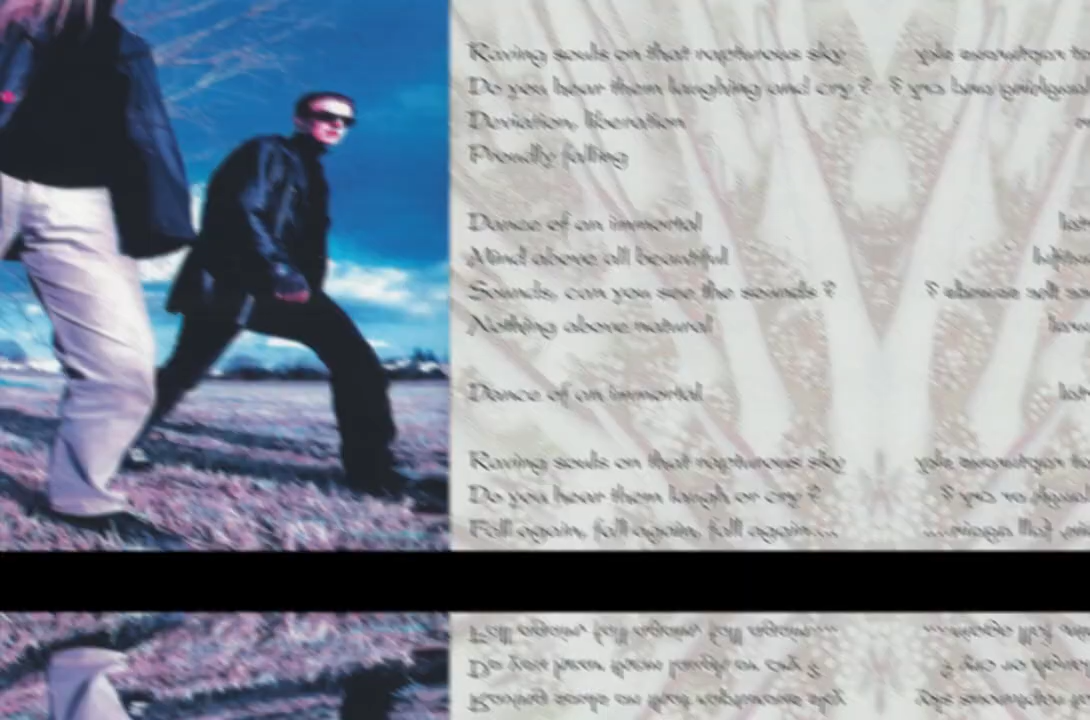 Raving souls on that rapturous sky
Do you hear them laughing and cry ?
Deviation, liberation
Proudly falling
Dance of an immortal
Mind above all beautiful
Sounds, can you see the sounds ?
Nothing above natural
Dance of an immortal
Raving souls on that rapturous sky
Do you hear them laugh or cry ?
Fall again, fall again, fall again....